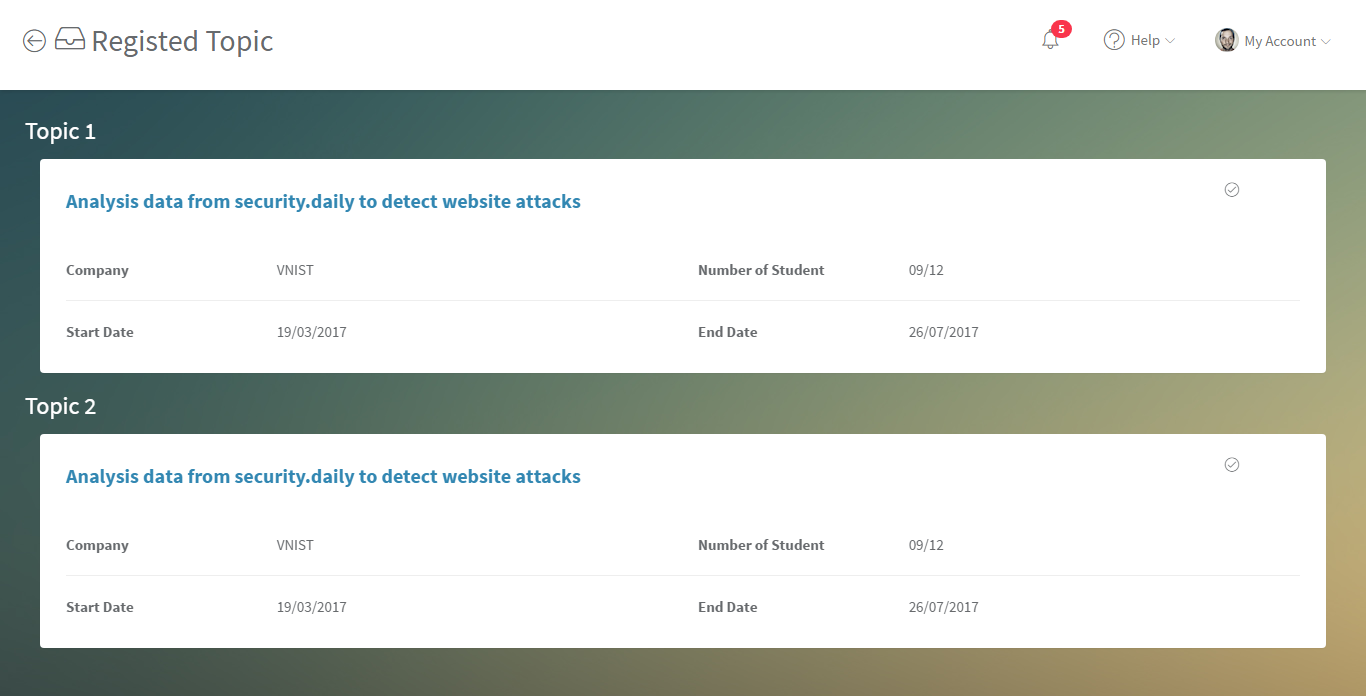 Registed Topic
5
Help
My Account
Topic 1
Analysis data from security.daily to detect website attacks
Company VNIST Number of Student 09/12
Start Date 19/03/2017 End Date 26/07/2017
Topic 2
Analysis data from security.daily to detect website attacks
Company VNIST Number of Student 09/12
Start Date 19/03/2017 End Date 26/07/2017